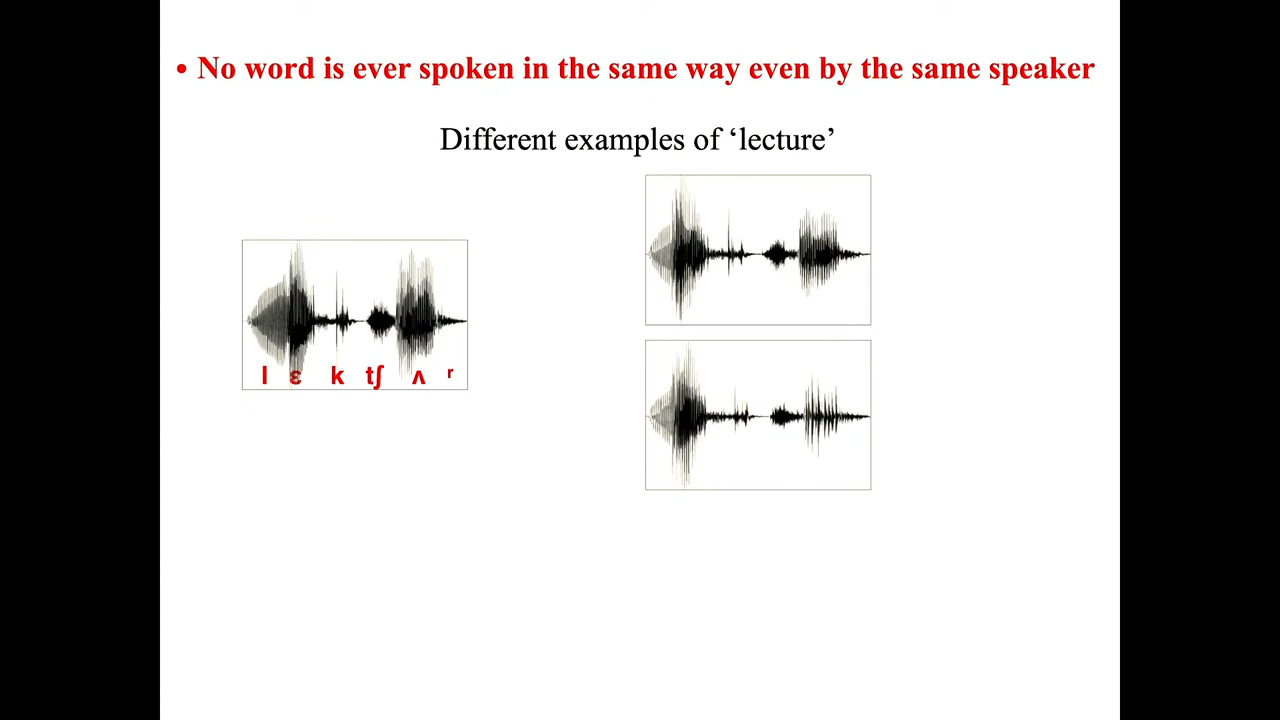 • No word is ever spoken in the same way even by the same speaker
Different examples of ‘lecture’
l ɛ k tʃ ʌ r